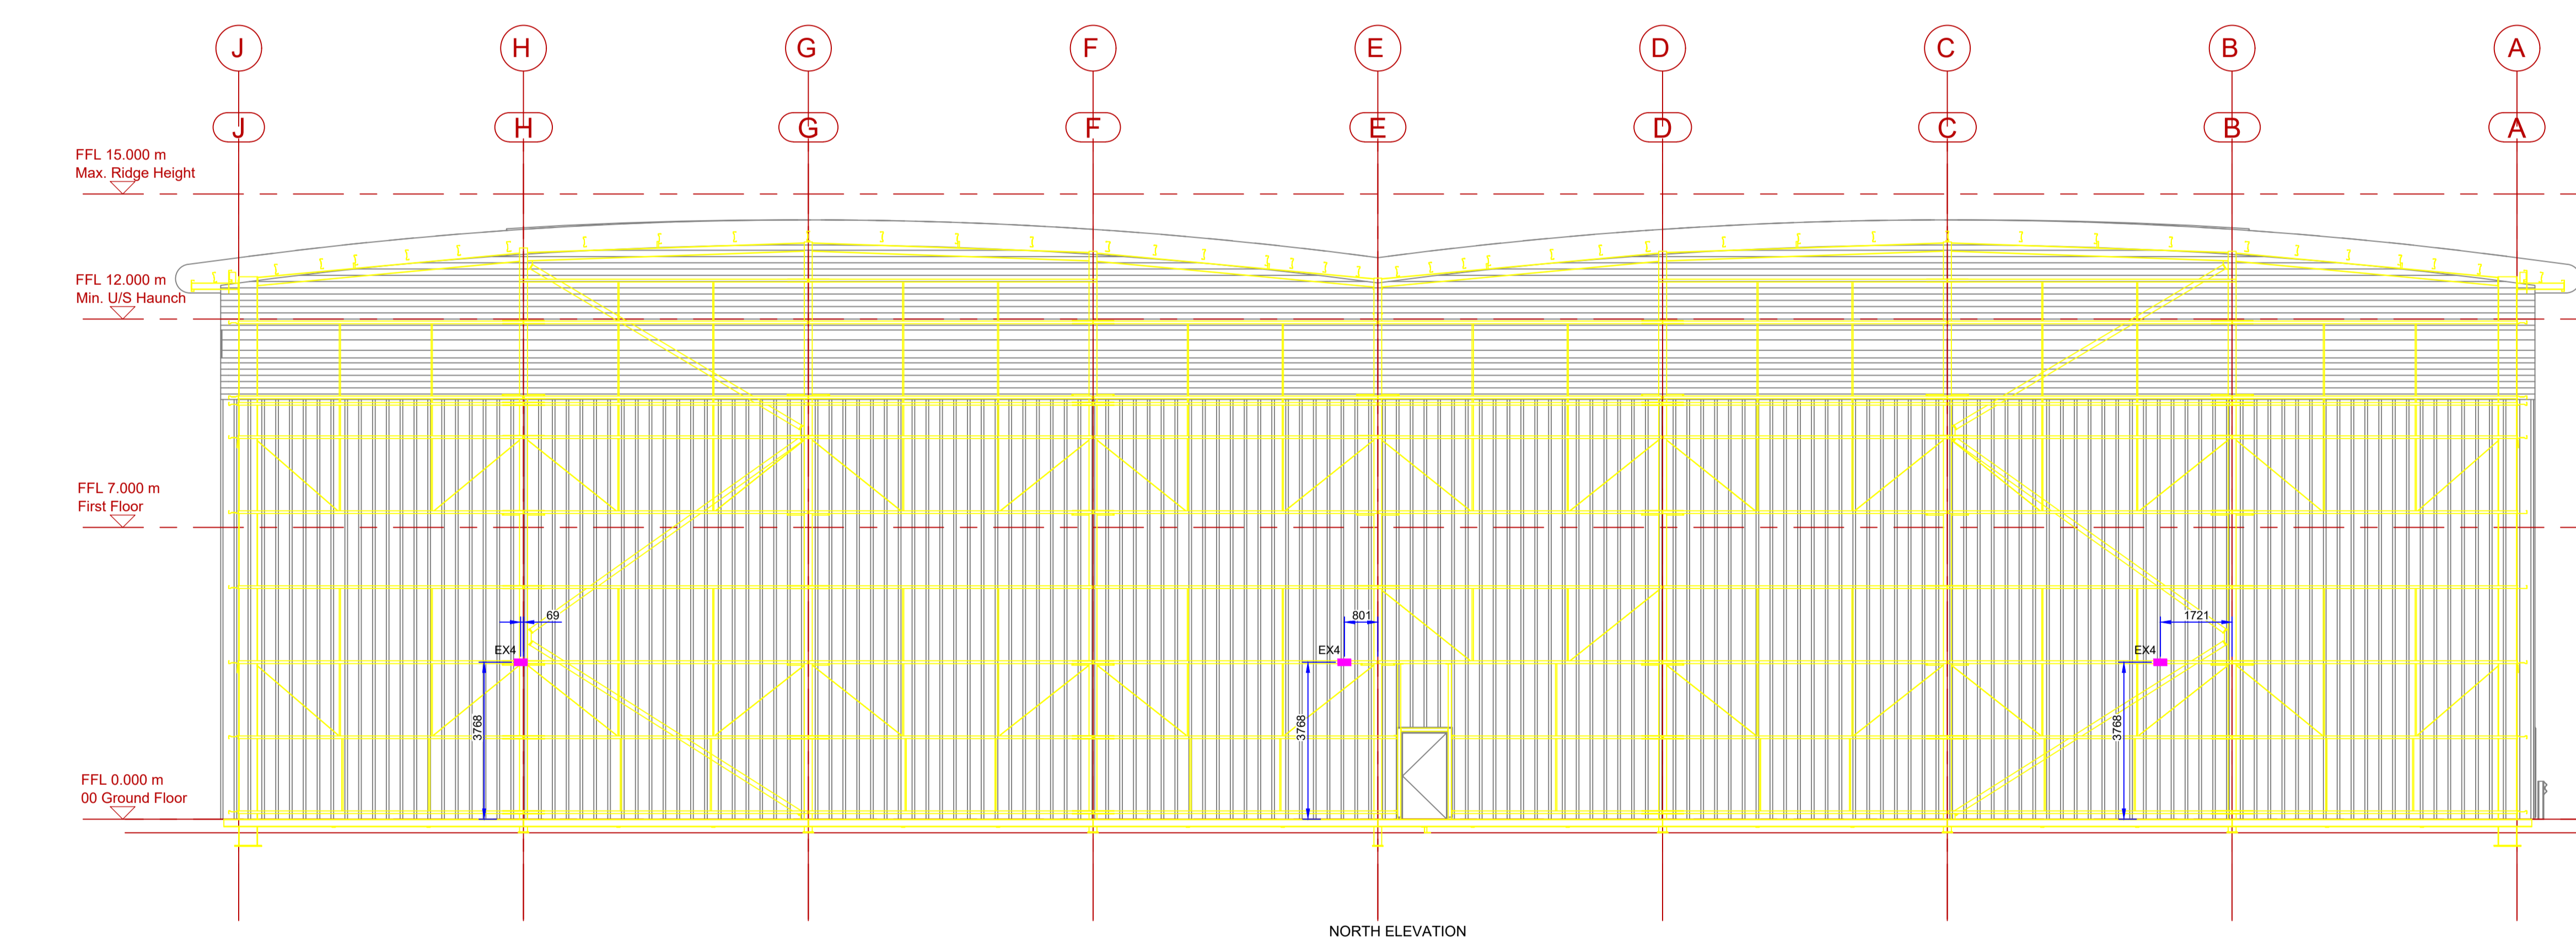 J H G F E D C B A
J H G F E D C B A
FFL 15.000 m
Max. Ridge Height
FFL 12.000 m
Min. U/S Haunch
FFL 7.000 m
First Floor
69 801 1721
EX4 EX4 EX4
3768 3768 3768
FFL 0.000 m
00 Ground Floor
NORTH ELEVATION